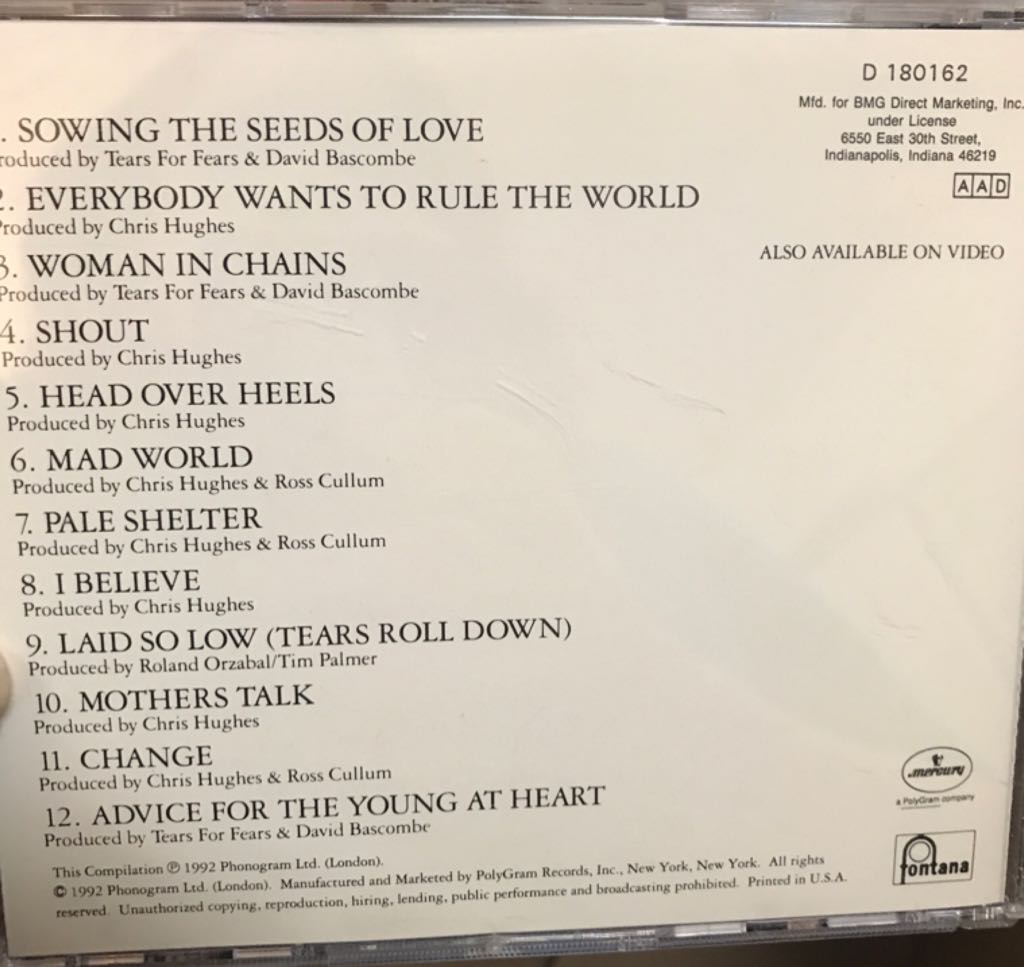 . SOWING THE SEEDS OF LOVE
roduced by Tears For Fears & David Bascombe
2. EVERYBODY WANTS TO RULE THE WORLD
Produced by Chris Hughes
3. WOMAN IN CHAINS
Produced by Tears For Fears & David Bascombe
4. SHOUT
Produced by Chris Hughes
5. HEAD OVER HEELS
Produced by Chris Hughes
6. MAD WORLD
Produced by Chris Hughes & Ross Cullum
7. PALE SHELTER
Produced by Chris Hughes & Ross Cullum
8. I BELIEVE
Produced by Chris Hughes
9. LAID SO LOW (TEARS ROLL DOWN)
Produced by Roland Orzabal/Tim Palmer
10. MOTHERS TALK
Produced by Chris Hughes
11. CHANGE
Produced by Chris Hughes & Ross Cullum
12. ADVICE FOR THE YOUNG AT HEART
Produced by Tears For Fears & David Bascombe
D 180162
Mfd. for BMG Direct Marketing, Inc.
under License
6550 East 30th Street,
Indianapolis, Indiana 46219
AAD
ALSO AVAILABLE ON VIDEO
mercury
a PolyGram company
fontana
This Compilation ℗ 1992 Phonogram Ltd. (London).
© 1992 Phonogram Ltd. (London). Manufactured and Marketed by PolyGram Records, Inc., New York, New York. All rights
reserved. Unauthorized copying, reproduction, hiring, lending, public performance and broadcasting prohibited. Printed in U.S.A.